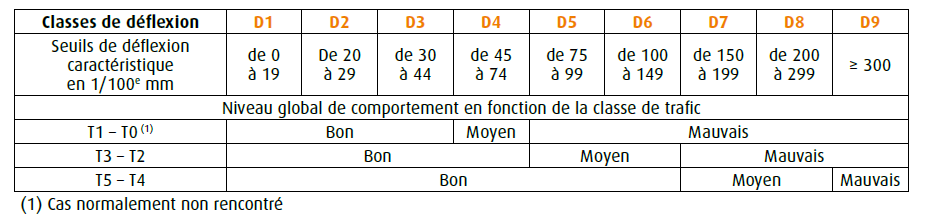 Classes de déflexion D1 D2 D3 D4 D5 D6 D7 D8 D9
Seuils de déflexion
caractéristique
en 1/100e mm
de 0
à 19
De 20
à 29
de 30
à 44
de 45
à 74
de 75
à 99
de 100
à 149
de 150
à 199
de 200
à 299
≥ 300
Niveau global de comportement en fonction de la classe de trafic
T1 – T0 (1) Bon Moyen Mauvais
T3 – T2 Bon Moyen Mauvais
T5 – T4 Bon Moyen Mauvais
(1) Cas normalement non rencontré